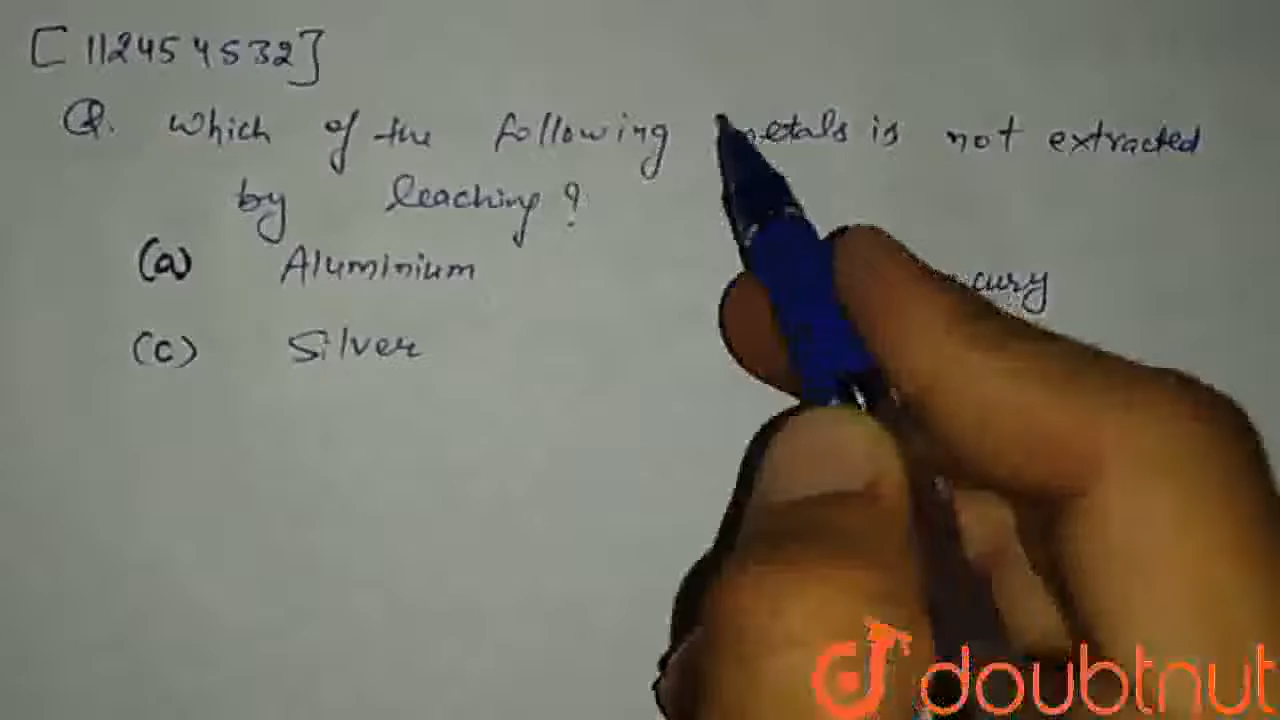 [112454532]
Q. Which of the following metals is not extracted
by leaching?
(a) Aluminium
(c) Silver
doubtnut